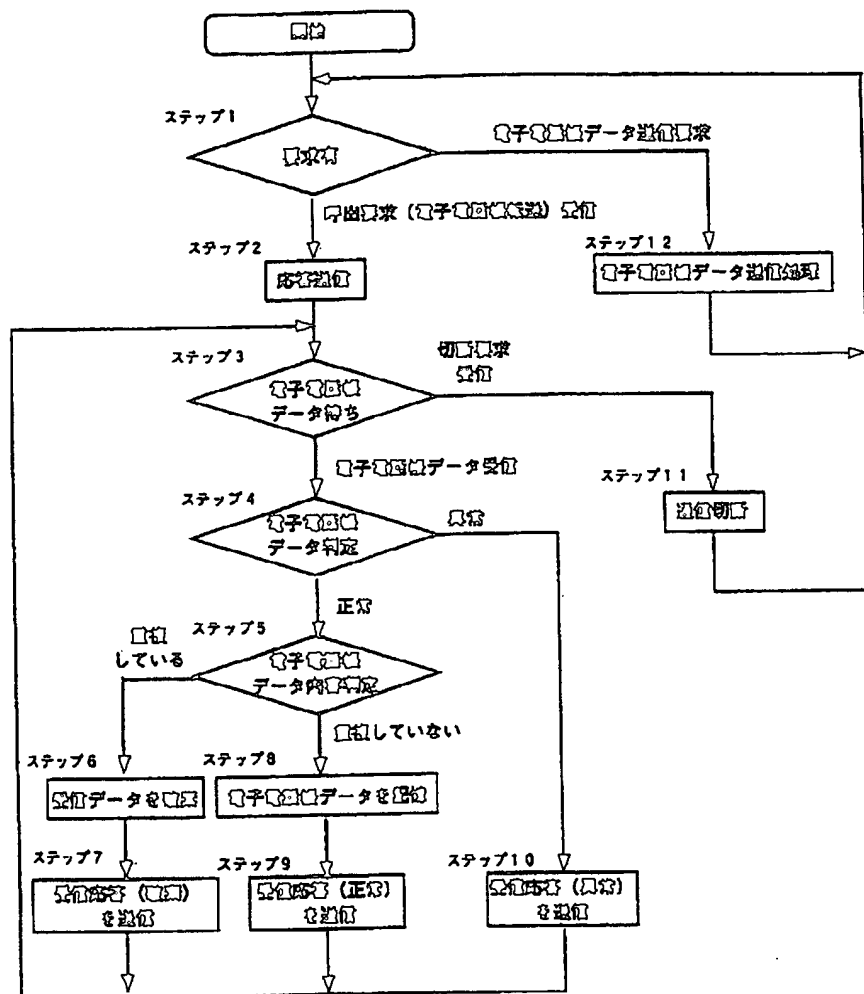 開始
ステップ1
要求有
電子電話帳データ送信要求
呼出要求(電子電話帳転送)受信
ステップ2
応答送信
ステップ12
電子電話帳データ送信処理
ステップ3
電子電話帳
データ待ち
切断要求
受信
電子電話帳データ受信
ステップ11
通信切断
ステップ4
電子電話帳
データ判定
異常
正常
ステップ5
電子電話帳
データ内容判定
重複
している
重複していない
ステップ6
受信データを破棄
ステップ8
電子電話帳データを記憶
ステップ7
受信応答(破棄)
を送信
ステップ9
受信応答(正常)
を送信
ステップ10
受信応答(異常)
を送信